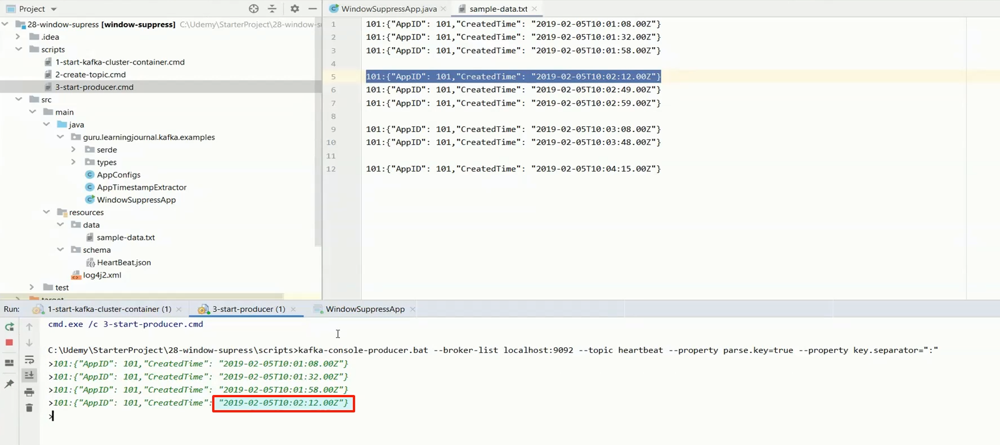 Project
28-window-supress [window-suppress] C:\Udemy\StarterProject\28-window-s
.idea
scripts
1-start-kafka-cluster-container.cmd
2-create-topic.cmd
3-start-producer.cmd
src
main
java
guru.learningjournal.kafka.examples
serde
types
AppConfigs
AppTimestampExtractor
WindowSuppressApp
resources
data
sample-data.txt
schema
HeartBeat.json
log4j2.xml
test
target
WindowSuppressApp.java
sample-data.txt
1 101:{"AppID": 101,"CreatedTime": "2019-02-05T10:01:08.00Z"}
2 101:{"AppID": 101,"CreatedTime": "2019-02-05T10:01:32.00Z"}
3 101:{"AppID": 101,"CreatedTime": "2019-02-05T10:01:58.00Z"}
4
5 101:{"AppID": 101,"CreatedTime": "2019-02-05T10:02:12.00Z"}
6 101:{"AppID": 101,"CreatedTime": "2019-02-05T10:02:49.00Z"}
7 101:{"AppID": 101,"CreatedTime": "2019-02-05T10:02:59.00Z"}
8
9 101:{"AppID": 101,"CreatedTime": "2019-02-05T10:03:08.00Z"}
10 101:{"AppID": 101,"CreatedTime": "2019-02-05T10:03:48.00Z"}
11
12 101:{"AppID": 101,"CreatedTime": "2019-02-05T10:04:15.00Z"}
Run: 1-start-kafka-cluster-container (1) 3-start-producer (1) WindowSuppressApp
cmd.exe /c 3-start-producer.cmd
C:\Udemy\StarterProject\28-window-supress\scripts>kafka-console-producer.bat --broker-list localhost:9092 --topic heartbeat --property parse.key=true --property key.separator=":"
>101:{"AppID": 101,"CreatedTime": "2019-02-05T10:01:08.00Z"}
>101:{"AppID": 101,"CreatedTime": "2019-02-05T10:01:32.00Z"}
>101:{"AppID": 101,"CreatedTime": "2019-02-05T10:01:58.00Z"}
>101:{"AppID": 101,"CreatedTime": "2019-02-05T10:02:12.00Z"}
>